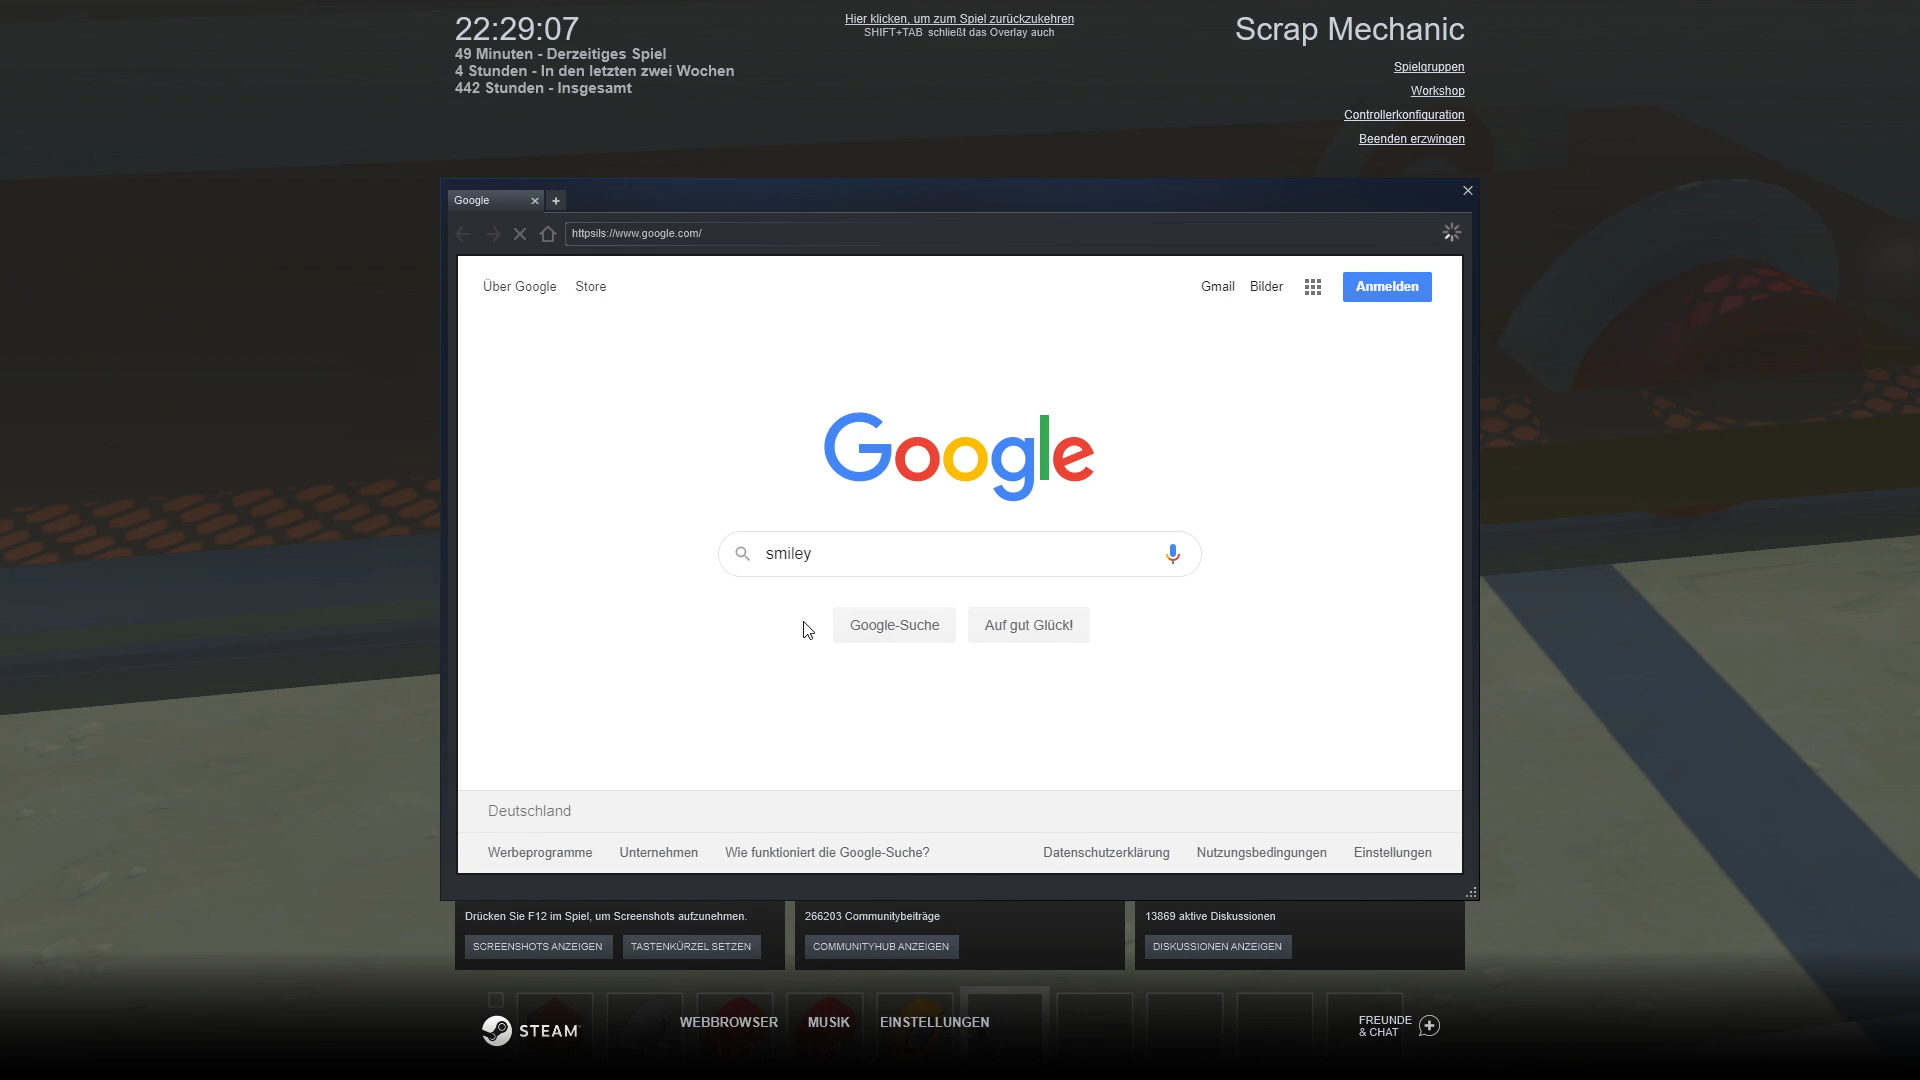 22:29:07
49 Minuten - Derzeitiges Spiel
4 Stunden - In den letzten zwei Wochen
442 Stunden - Insgesamt
Hier klicken, um zum Spiel zurückzukehren
SHIFT+TAB schließt das Overlay auch
Scrap Mechanic
Spielgruppen
Workshop
Controllerkonfiguration
Beenden erzwingen
Google
httpsils://www.google.com/
Über Google Store
Gmail Bilder Anmelden
Google
smiley
Google-Suche Auf gut Glück!
Deutschland
Werbeprogramme Unternehmen Wie funktioniert die Google-Suche? Datenschutzerklärung Nutzungsbedingungen Einstellungen
Drücken Sie F12 im Spiel, um Screenshots aufzunehmen.
SCREENSHOTS ANZEIGEN TASTENKÜRZEL SETZEN
266203 Communitybeiträge
COMMUNITYHUB ANZEIGEN
13869 aktive Diskussionen
DISKUSSIONEN ANZEIGEN
STEAM
WEBBROWSER MUSIK EINSTELLUNGEN
FREUNDE
& CHAT